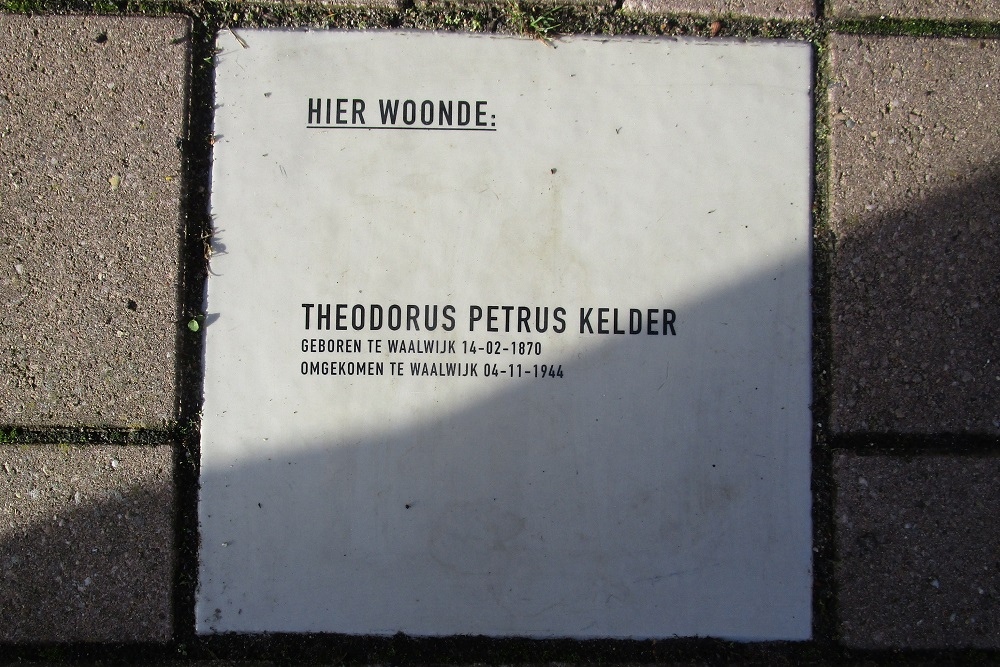 HIER WOONDE:
THEODORUS PETRUS KELDER
GEBOREN TE WAALWIJK 14-02-1870
OMGEKOMEN TE WAALWIJK 04-11-1944